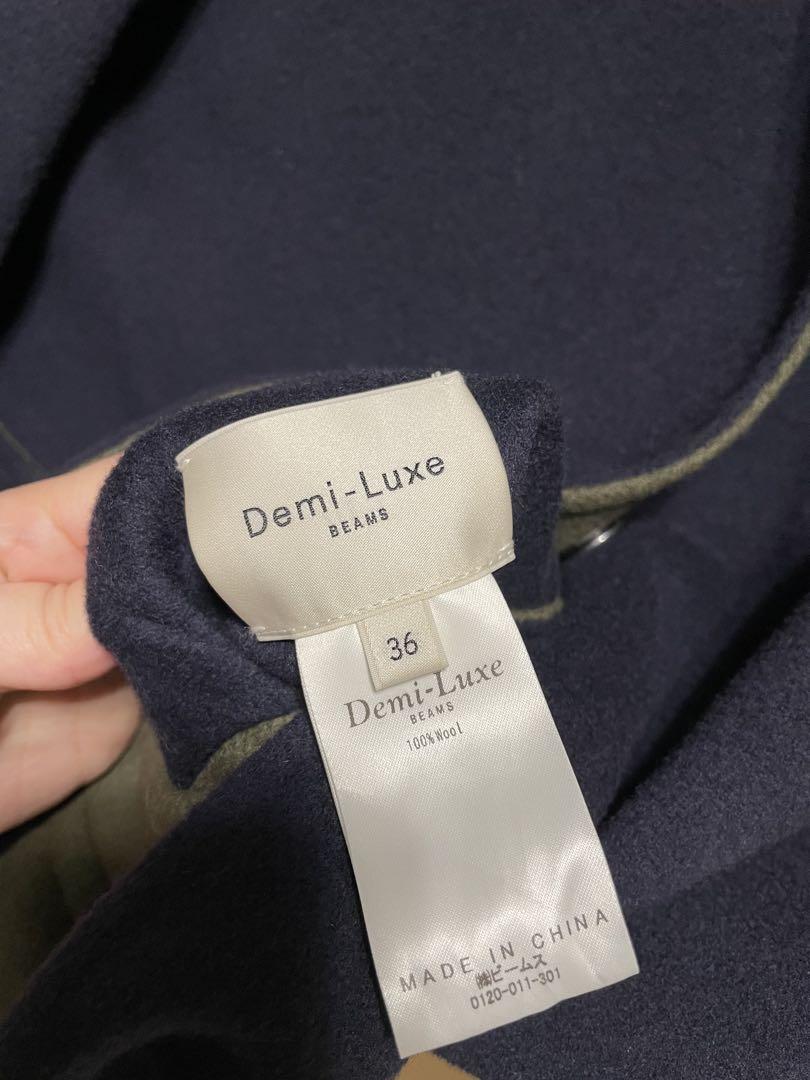 Demi-Luxe
BEAMS
36
Demi-Luxe
BEAMS
100%Wool
MADE IN CHINA
㈱ビームス
0120-011-301